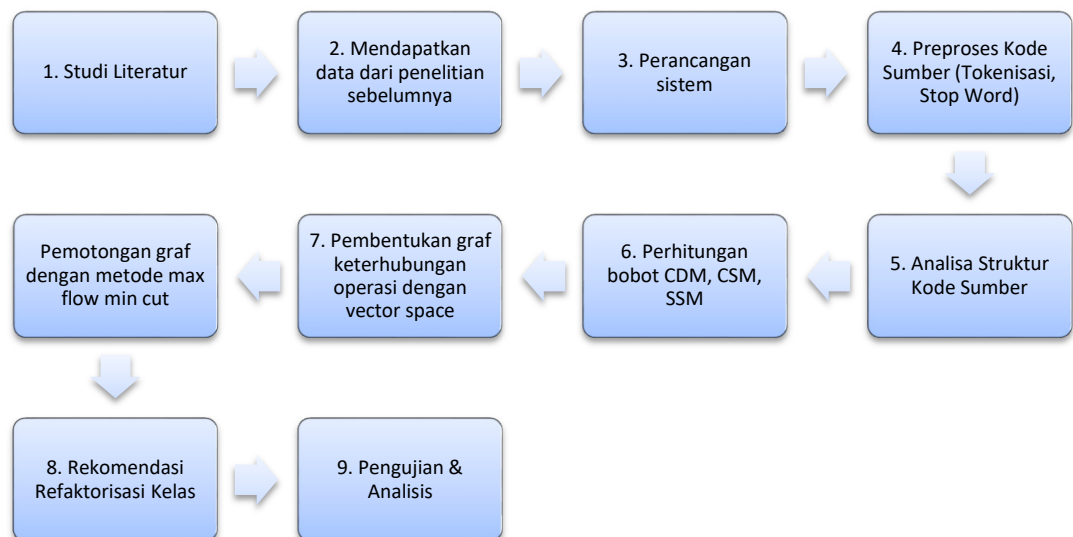 1. Studi Literatur
2. Mendapatkan
data dari penelitian
sebelumnya
3. Perancangan
sistem
4. Preproses Kode
Sumber (Tokenisasi,
Stop Word)
5. Analisa Struktur
Kode Sumber
6. Perhitungan
bobot CDM, CSM,
SSM
7. Pembentukan graf
keterhubungan
operasi dengan
vector space
Pemotongan graf
dengan metode max
flow min cut
8. Rekomendasi
Refaktorisasi Kelas
9. Pengujian &
Analisis